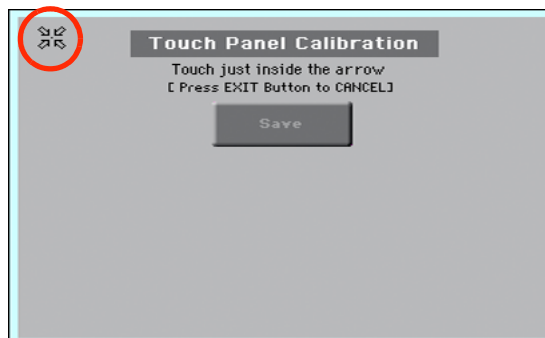 Touch Panel Calibration
Touch just inside the arrow
[ Press EXIT Button to CANCEL]
Save